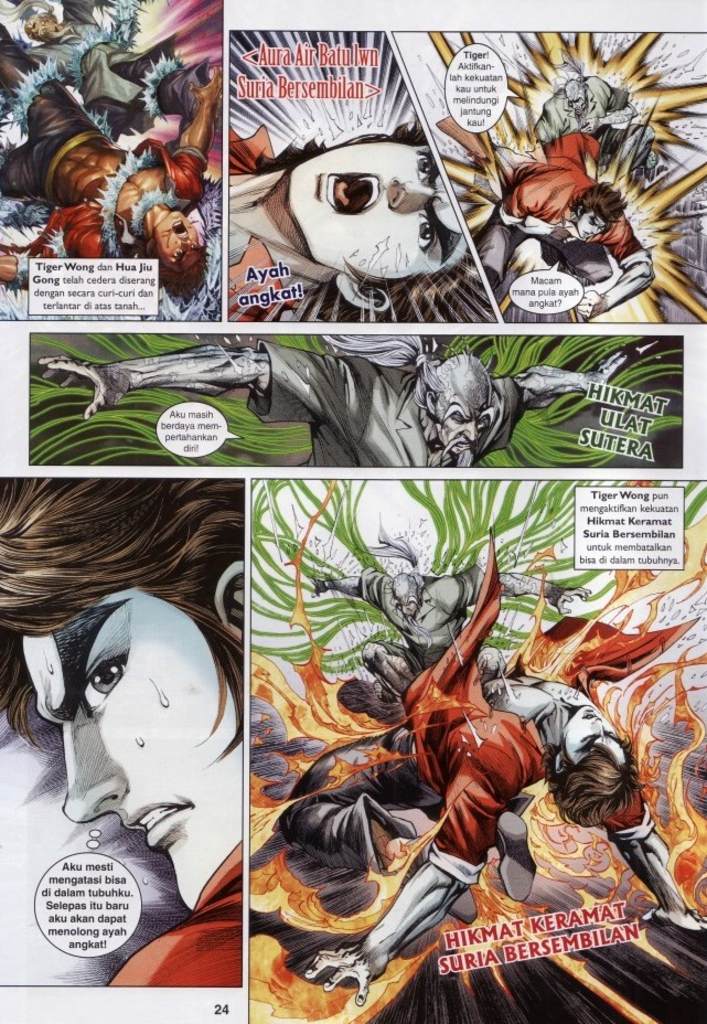 Tiger Wong dan Hua Jiu
Gong telah cedera diserang
dengan secara curi-curi dan
terlantar di atas tanah...
<Aura Air Batu Iwn
Suria Bersembilan>
Ayah
angkat!
Tiger!
Aktifkan-
lah kekuatan
kau untuk
melindungi
jantung
kau!
Macam
mana pula ayah
angkat?
Aku masih
berdaya mem-
pertahankan
diri!
HIKMAT
ULAT
SUTERA
Aku mesti
mengatasi bisa
di dalam tubuhku.
Selepas itu baru
aku akan dapat
menolong ayah
angkat!
Tiger Wong pun
mengaktifkan kekuatan
Hikmat Keramat
Suria Bersembilan
untuk membatalkan
bisa di dalam tubuhnya.
HIKMAT KERAMAT
SURIA BERSEMBILAN
24